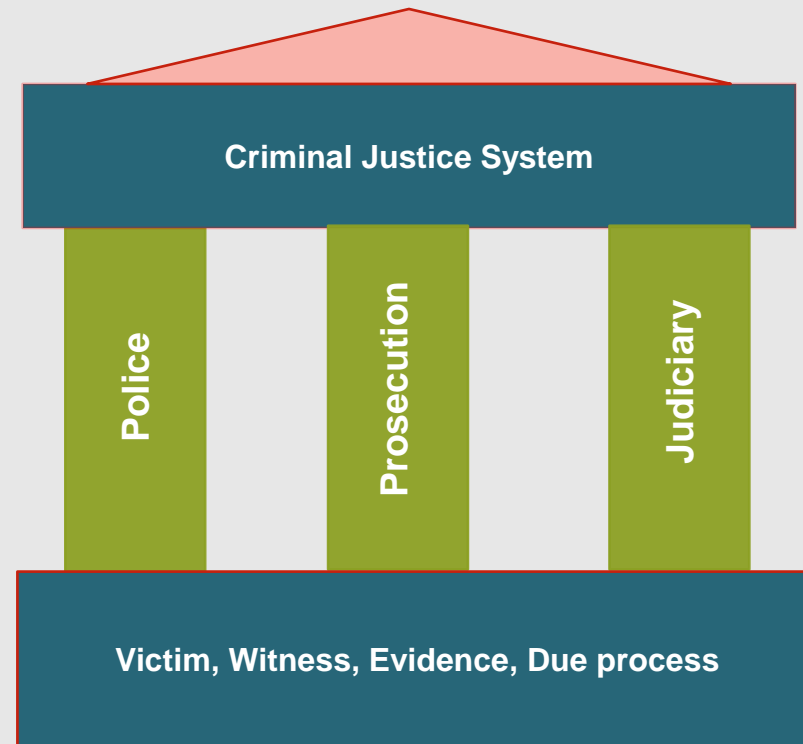 Criminal Justice System
Police
Prosecution
Judiciary
Victim, Witness, Evidence, Due process